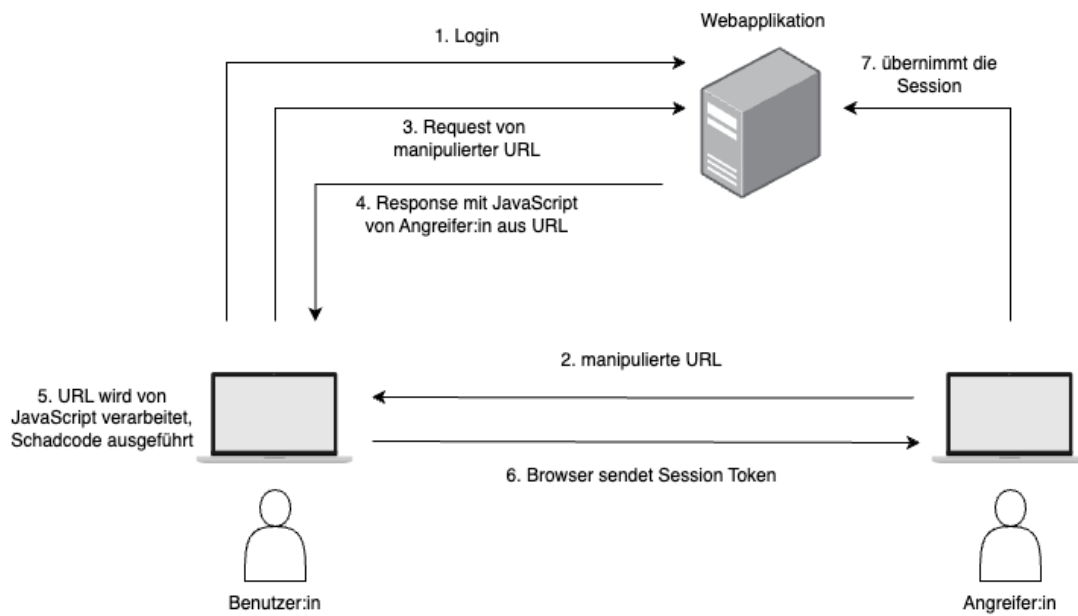 Webapplikation
1. Login
7. übernimmt die
Session
3. Request von
manipulierter URL
4. Response mit JavaScript
von Angreifer:in aus URL
2. manipulierte URL
5. URL wird von
JavaScript verarbeitet,
Schadcode ausgeführt
6. Browser sendet Session Token
Benutzer:in
Angreifer:in